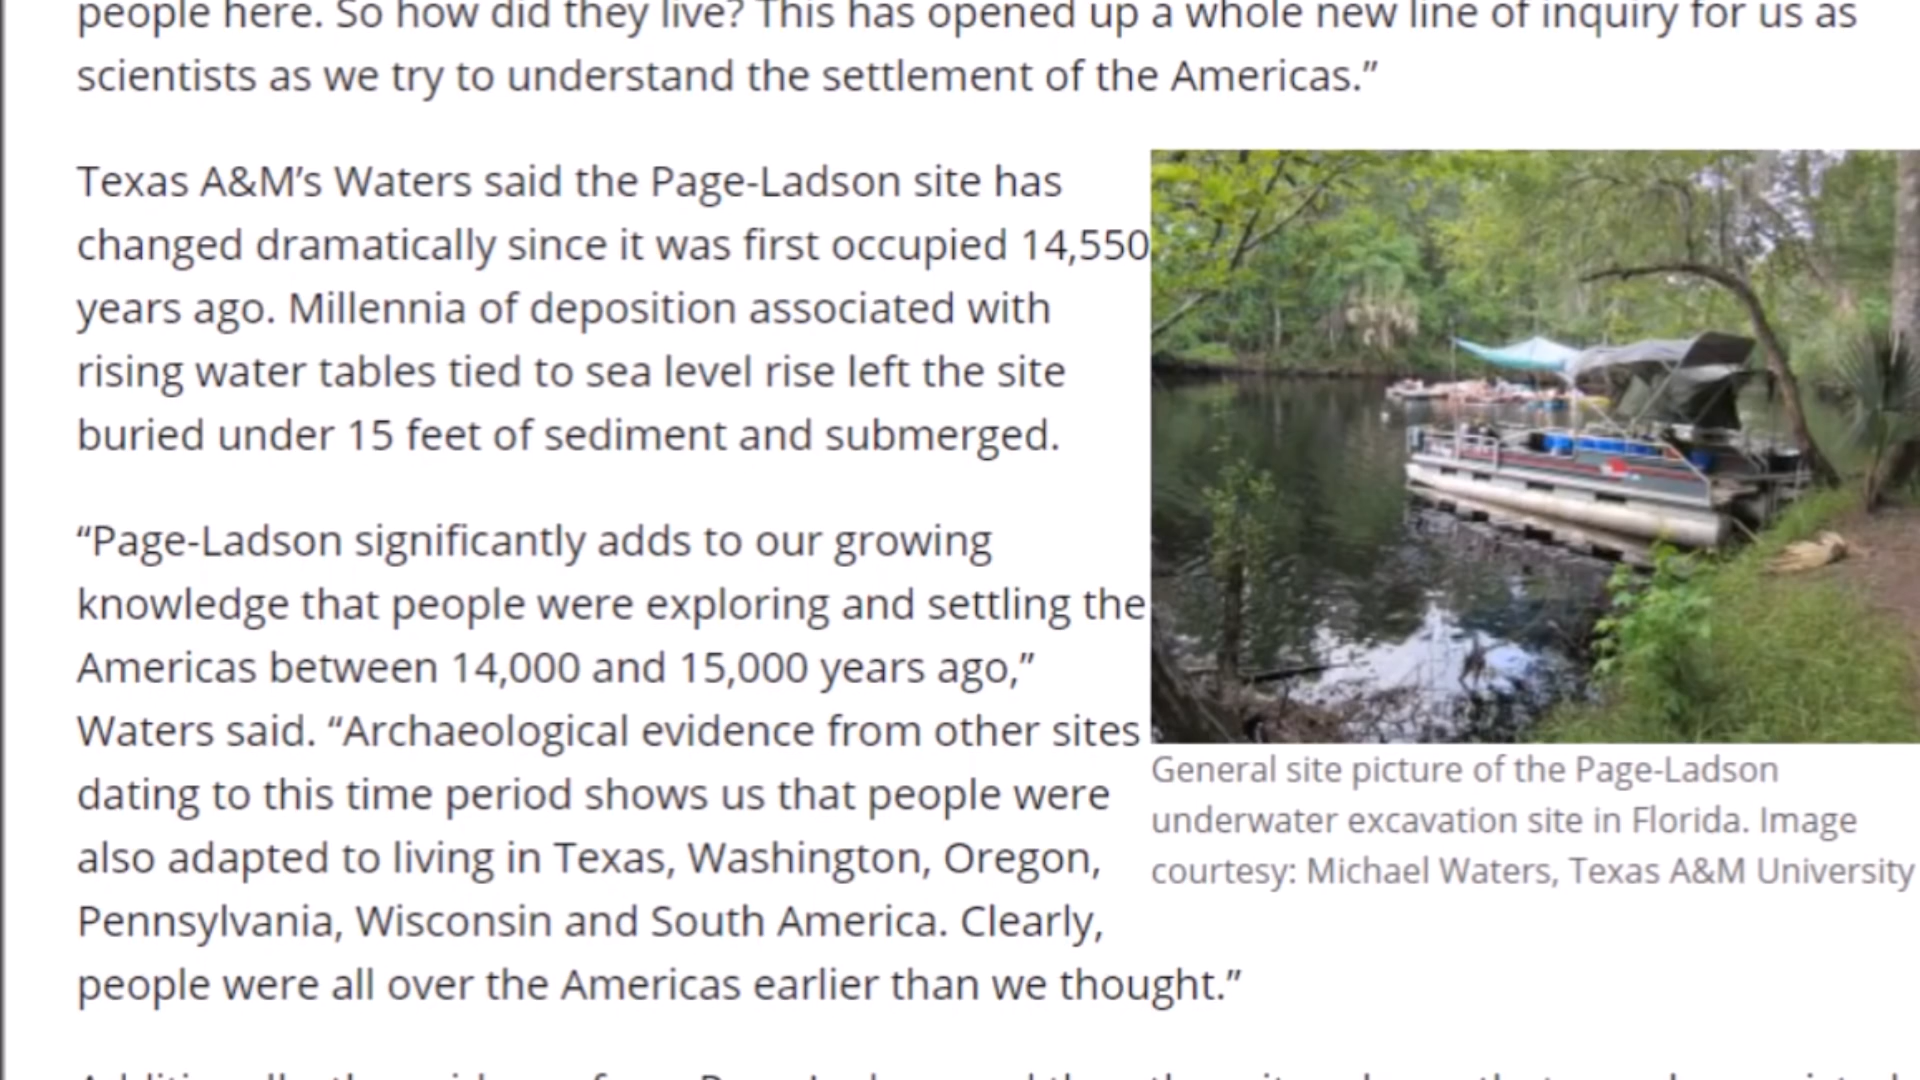 people here. So how did they live? This has opened up a whole new line of inquiry for us as
scientists as we try to understand the settlement of the Americas.”
Texas A&M’s Waters said the Page-Ladson site has
changed dramatically since it was first occupied 14,550
years ago. Millennia of deposition associated with
rising water tables tied to sea level rise left the site
buried under 15 feet of sediment and submerged.
“Page-Ladson significantly adds to our growing
knowledge that people were exploring and settling the
Americas between 14,000 and 15,000 years ago,”
Waters said. “Archaeological evidence from other sites
dating to this time period shows us that people were
also adapted to living in Texas, Washington, Oregon,
Pennsylvania, Wisconsin and South America. Clearly,
people were all over the Americas earlier than we thought.”
General site picture of the Page-Ladson
underwater excavation site in Florida. Image
courtesy: Michael Waters, Texas A&M University